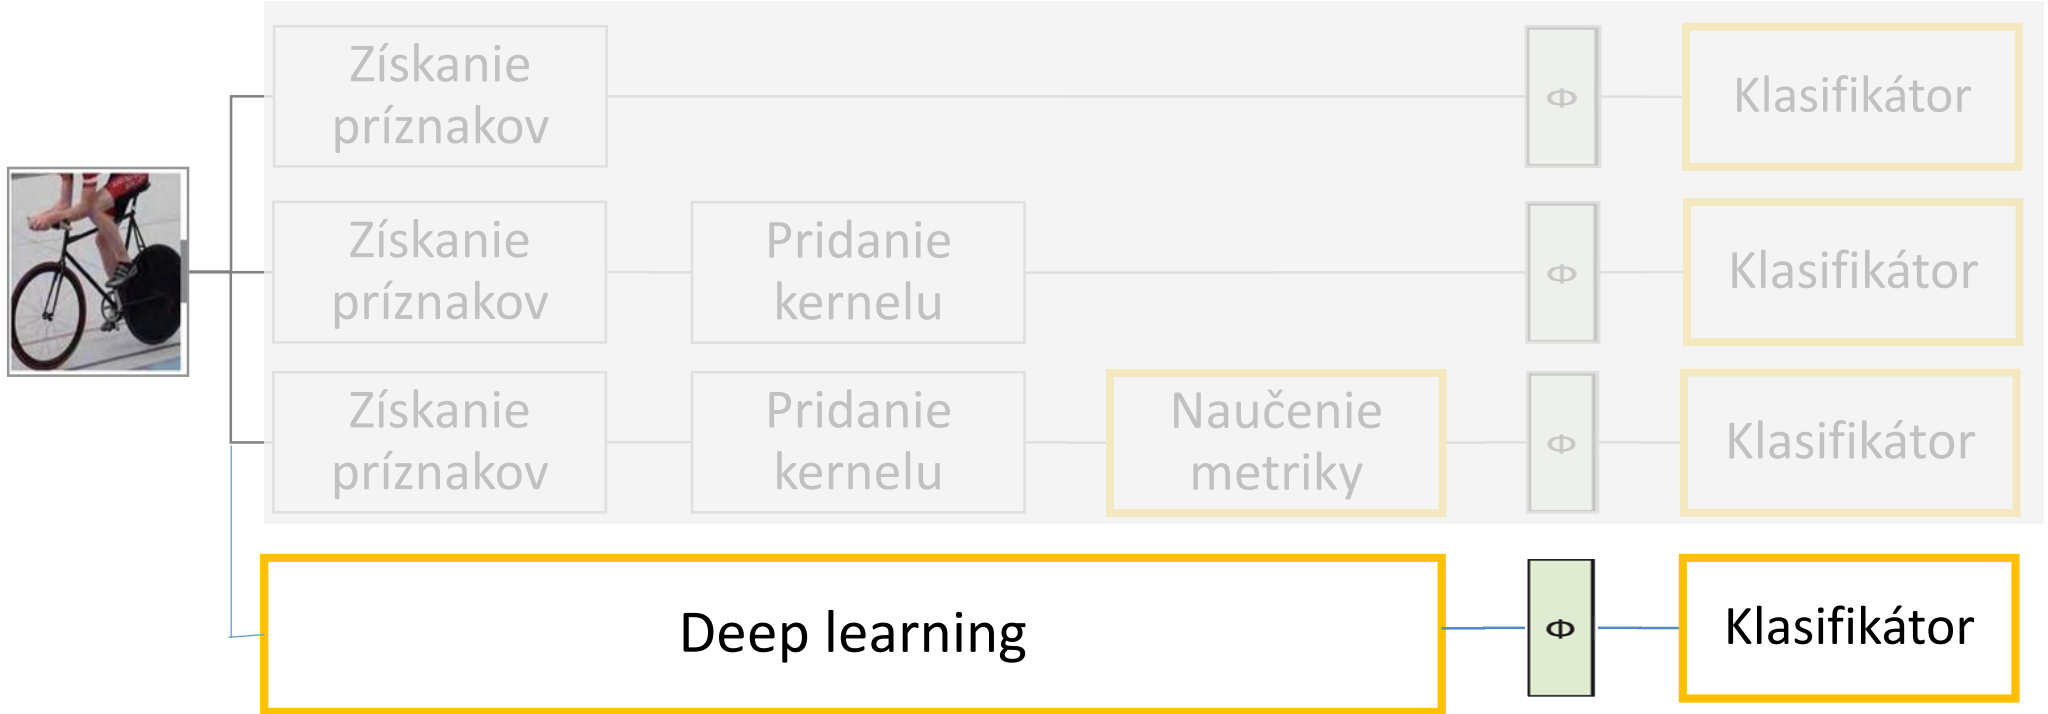 Získanie
príznakov
Φ
Klasifikátor
Získanie
príznakov
Pridanie
kernelu
Φ
Klasifikátor
Získanie
príznakov
Pridanie
kernelu
Naučenie
metriky
Φ
Klasifikátor
Deep learning
Φ
Klasifikátor